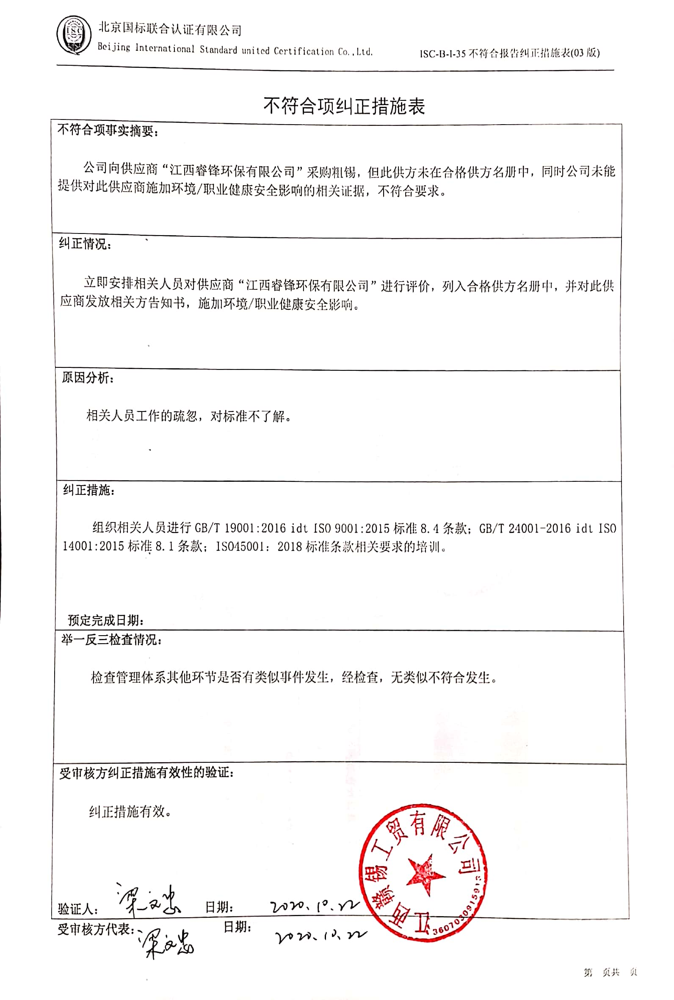 ISC
北京国标联合认证有限公司
Beijing International Standard united Certification Co.,Ltd.
ISC-B-I-35 不符合报告纠正措施表(03 版)
不符合项纠正措施表
不符合项事实摘要：
公司向供应商“江西睿锋环保有限公司”采购粗锡，但此供方未在合格供方名册中，同时公司未能
提供对此供应商施加环境/职业健康安全影响的相关证据，不符合要求。
纠正情况：
立即安排相关人员对供应商“江西睿锋环保有限公司”进行评价，列入合格供方名册中，并对此供
应商发放相关方告知书，施加环境/职业健康安全影响。
原因分析：
相关人员工作的疏忽，对标准不了解。
纠正措施：
组织相关人员进行 GB/T 19001:2016 idt ISO 9001:2015 标准 8.4 条款；GB/T 24001-2016 idt ISO
14001:2015 标准 8.1 条款；ISO45001：2018 标准条款相关要求的培训。
预定完成日期：
举一反三检查情况：
检查管理体系其他环节是否有类似事件发生，经检查，无类似不符合发生。
受审核方纠正措施有效性的验证：
纠正措施有效。
江西赣锡工贸有限公司
3607030915913
验证人： 梁文忠 日期： 2020.10.22
受审核方代表： 梁文忠 日期： 2020.10.22
第 页共 页